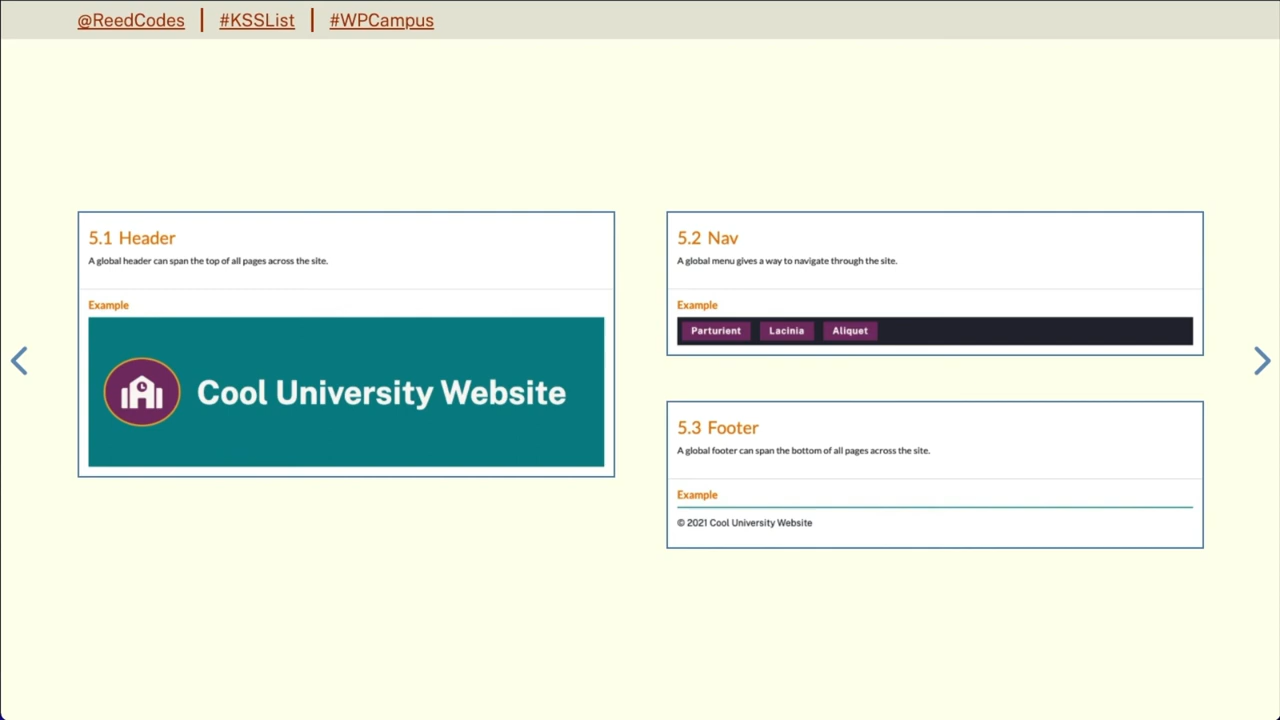 @ReedCodes | #KSSList | #WPCampus
5.1 Header
A global header can span the top of all pages across the site.
Example
Cool University Website
5.2 Nav
A global menu gives a way to navigate through the site.
Example
Parturient Lacinia Aliquet
5.3 Footer
A global footer can span the bottom of all pages across the site.
Example
© 2021 Cool University Website